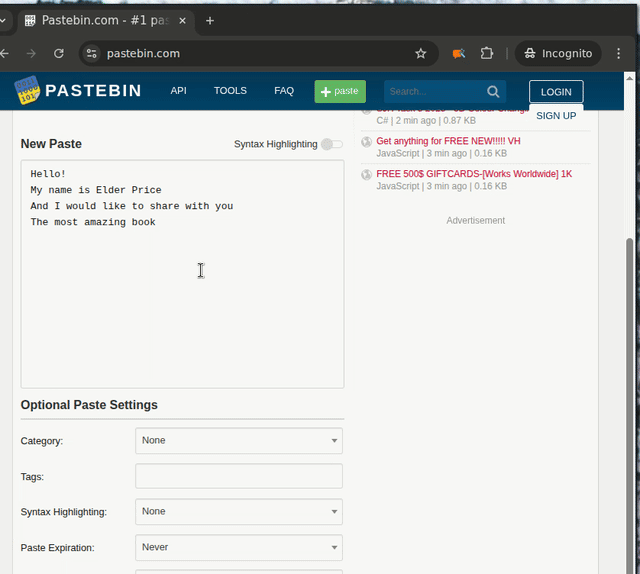 Pastebin.com - #1 pas
pastebin.com
Incognito
PASTEBIN
API
TOOLS
FAQ
+ paste
Search...
LOGIN
SIGN UP
C# | 2 min ago | 0.87 KB
New Paste
Syntax Highlighting
Get anything for FREE NEW!!!!! VH
JavaScript | 3 min ago | 0.16 KB
FREE 500$ GIFTCARDS-[Works Worldwide] 1K
JavaScript | 3 min ago | 0.16 KB
Advertisement
Hello!
My name is Elder Price
And I would like to share with you
The most amazing book
Optional Paste Settings
Category:
None
Tags:
Syntax Highlighting:
None
Paste Expiration:
Never